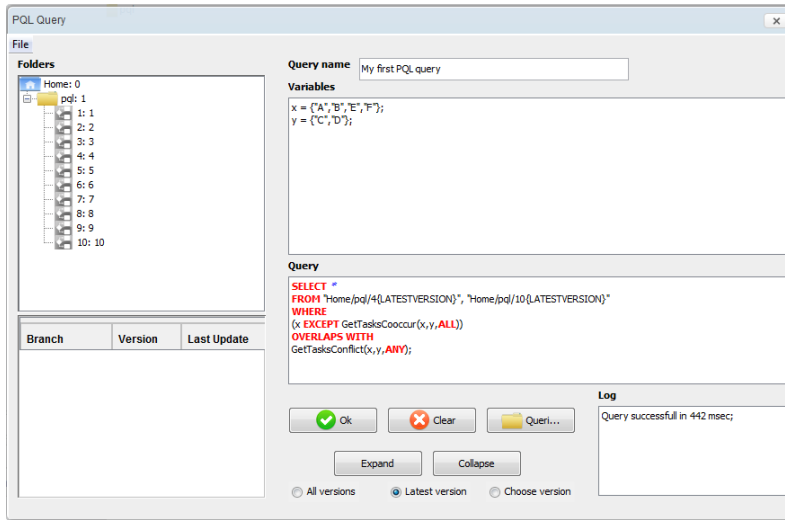 PQL Query
File
Folders
Home: 0
pql: 1
1: 1
2: 2
3: 3
4: 4
5: 5
6: 6
7: 7
8: 8
9: 9
10: 10
Branch Version Last Update
Query name My first PQL query
Variables
x = {"A","B","E","F"};
y = {"C","D"};
Query
SELECT *
FROM "Home/pql/4{LATESTVERSION}", "Home/pql/10{LATESTVERSION}"
WHERE
(x EXCEPT GetTasksCooccur(x,y,ALL))
OVERLAPS WITH
GetTasksConflict(x,y,ANY);
Ok Clear Queri...
Expand Collapse
All versions Latest version Choose version
Log
Query successfull in 442 msec;